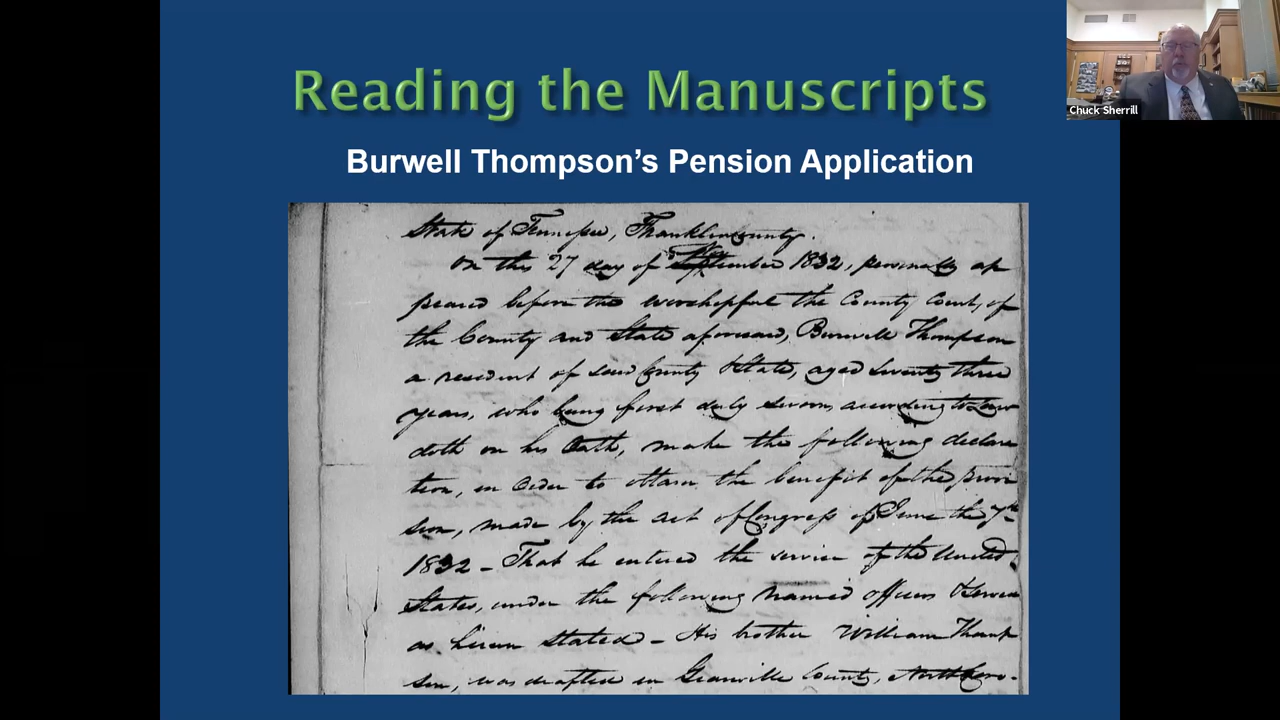 Reading the Manuscripts
Chuck Sherrill
Burwell Thompson's Pension Application
State of Tennessee, Franklin County.
On this 27 day of 1832, personally ap
peared before the worshepful the County Court, of
the County and State aforesaid, Burwell Thompson
a resident of said County & State, aged seventy three
years, who being first duly sworn, according to Law
doth on his Oath, make the following declara
tion, in Order to obtain the benefit of the provi
sion, made by the act of Congress of June the 7th
1832 - That he entered the service of the United
States, under the following named officers & served
as herein stated - His brother William Thomp
son, was drafted in Granville County, North Caro-